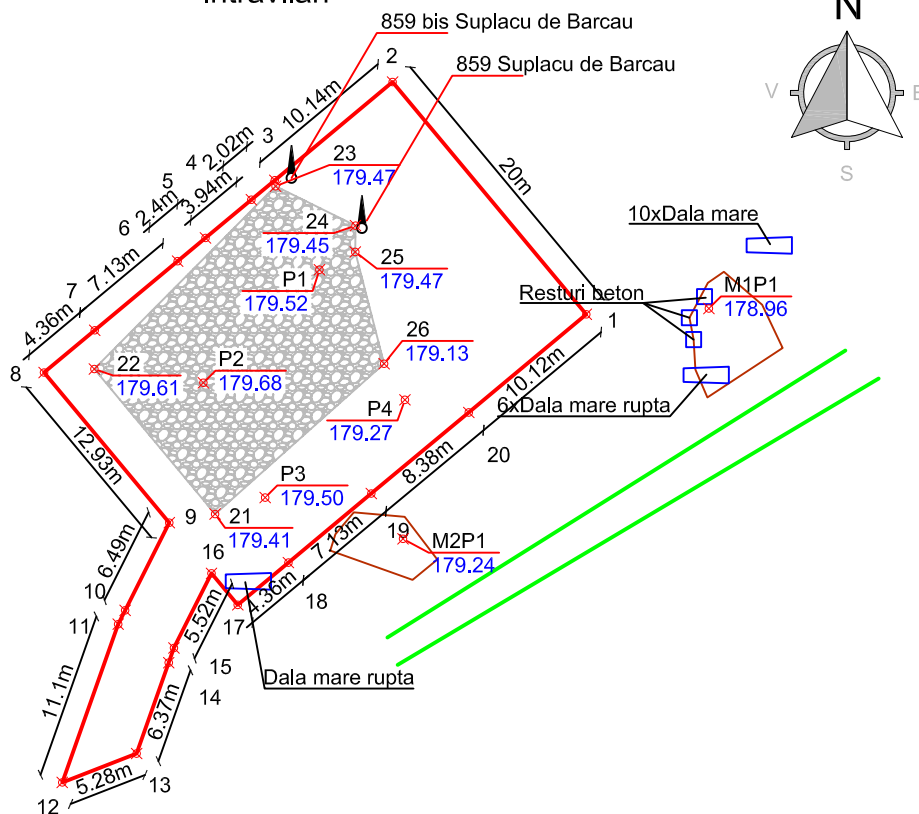 Intravilan
N
859 bis Suplacu de Barcau
2
859 Suplacu de Barcau
V
E
S
10.14m
3
2.02m
4
23
179.47
20m
5
3.94m
2.4m
6
24
179.45
10xDala mare
7.13m
25
179.47
P1
179.52
7
Resturi beton
M1P1
178.96
4.36m
26
179.13
1
8
22
179.61
P2
179.68
10.12m
P4
179.27
6xDala mare rupta
12.93m
20
8.38m
P3
179.50
9
21
179.41
19
7.13m
M2P1
179.24
6.49m
16
10
11
4.36m
18
17
5.52m
15
Dala mare rupta
14
11.1m
6.37m
5.28m
13
12